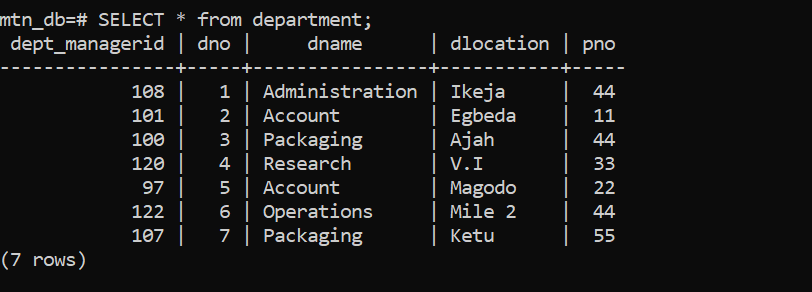 mtn_db=# SELECT * from department;
 dept_managerid | dno |     dname      | dlocation | pno
----------------+-----+----------------+-----------+-----
            108 |   1 | Administration | Ikeja     |  44
            101 |   2 | Account        | Egbeda    |  11
            100 |   3 | Packaging      | Ajah      |  44
            120 |   4 | Research       | V.I       |  33
             97 |   5 | Account        | Magodo    |  22
            122 |   6 | Operations     | Mile 2    |  44
            107 |   7 | Packaging      | Ketu      |  55
(7 rows)